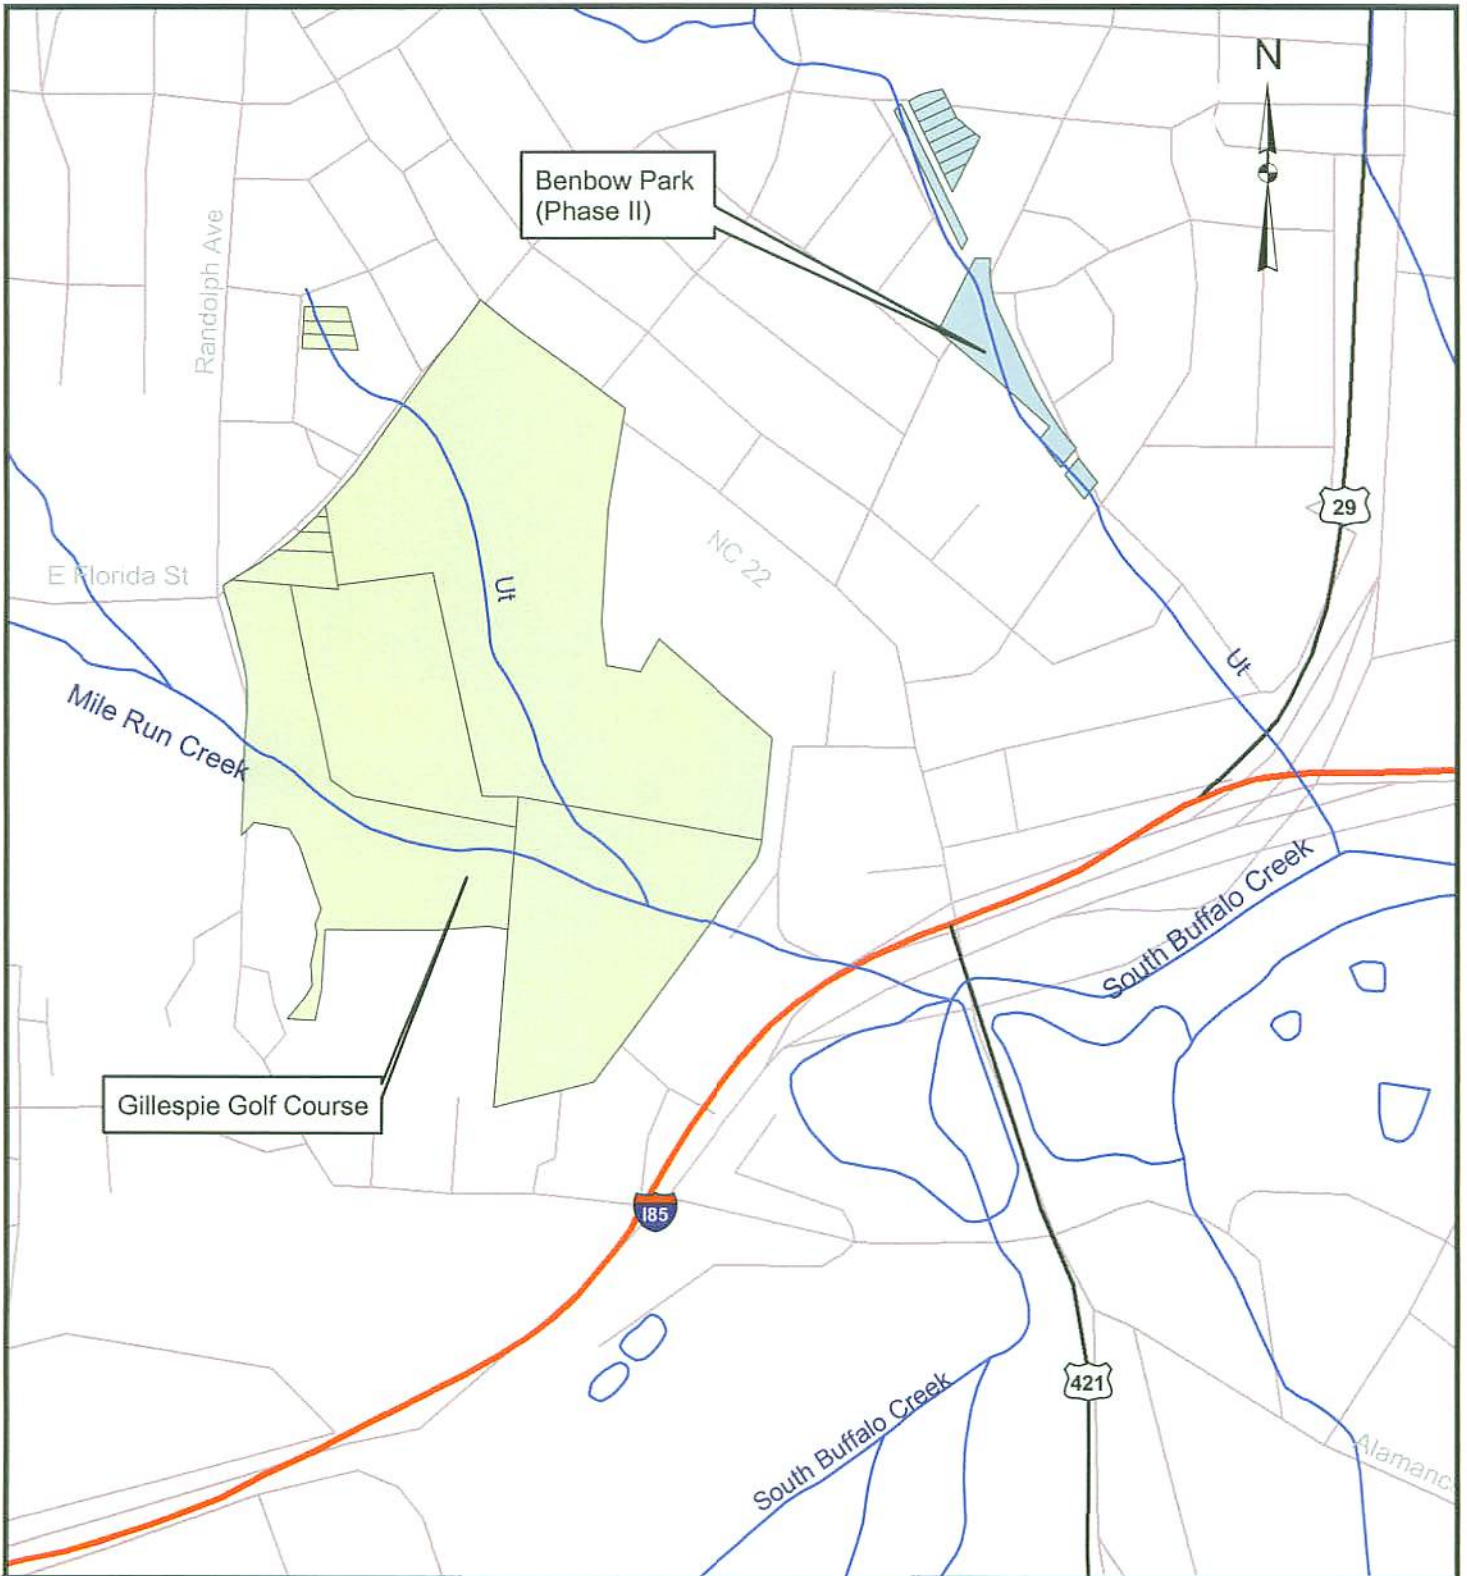 N
Benbow Park
(Phase II)
Randolph Ave
29
NC 22
E Florida St
Ut
Ut
Mile Run Creek
South Buffalo Creek
Gillespie Golf Course
I85
421
South Buffalo Creek
Alamanc